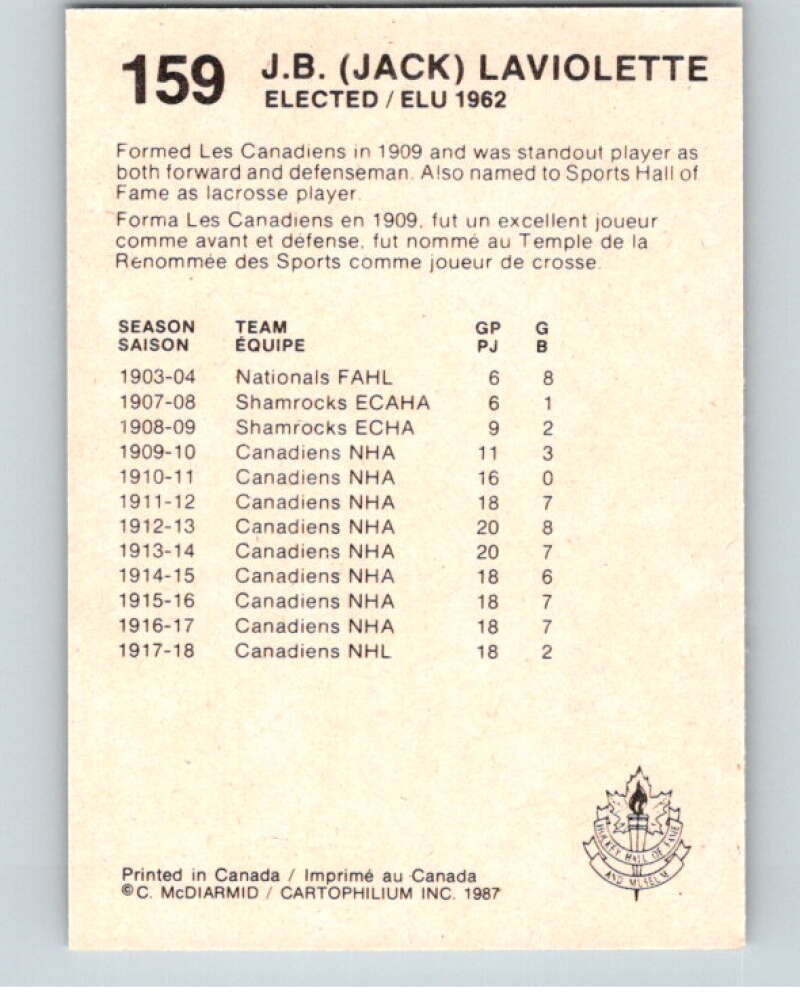 159 J.B. (JACK) LAVIOLETTE
ELECTED / ELU 1962
Formed Les Canadiens in 1909 and was standout player as
both forward and defenseman. Also named to Sports Hall of
Fame as lacrosse player.
Forma Les Canadiens en 1909, fut un excellent joueur
comme avant et défense, fut nommé au Temple de la
Renommée des Sports comme joueur de crosse.
SEASON TEAM GP G
SAISON ÉQUIPE PJ B
1903-04 Nationals FAHL 6 8
1907-08 Shamrocks ECAHA 6 1
1908-09 Shamrocks ECHA 9 2
1909-10 Canadiens NHA 11 3
1910-11 Canadiens NHA 16 0
1911-12 Canadiens NHA 18 7
1912-13 Canadiens NHA 20 8
1913-14 Canadiens NHA 20 7
1914-15 Canadiens NHA 18 6
1915-16 Canadiens NHA 18 7
1916-17 Canadiens NHA 18 7
1917-18 Canadiens NHL 18 2
HOCKEY HALL OF FAME
AND MUSEUM
Printed in Canada / Imprimé au Canada
©C. McDIARMID / CARTOPHILIUM INC. 1987